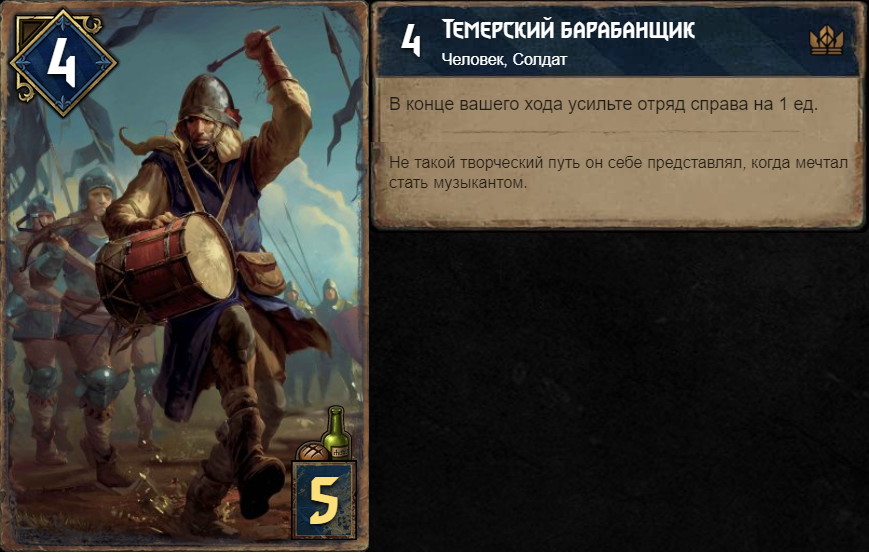 4
4
Темерский барабанщик
Человек, Солдат
В конце вашего хода усильте отряд справа на 1 ед.
Не такой творческий путь он себе представлял, когда мечтал
стать музыкантом.
5